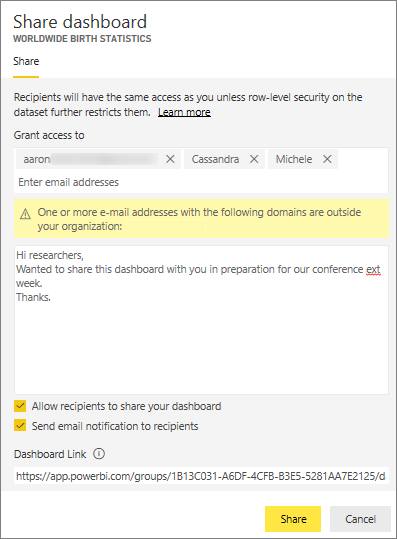 Share dashboard
WORLDWIDE BIRTH STATISTICS
Share
Recipients will have the same access as you unless row-level security on the
dataset further restricts them. Learn more
Grant access to
aaron Cassandra Michele
Enter email addresses
One or more e-mail addresses with the following domains are outside
your organization:
Hi researchers,
Wanted to share this dashboard with you in preparation for our conference ext
week.
Thanks.
Allow recipients to share your dashboard
Send email notification to recipients
Dashboard Link
https://app.powerbi.com/groups/1B13C031-A6DF-4CFB-B3E5-5281AA7E2125/d
Share Cancel